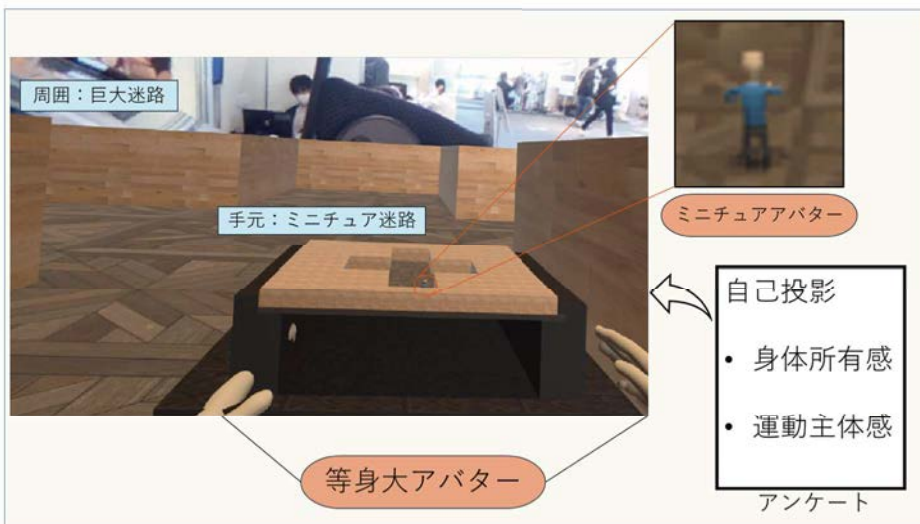 周囲：巨大迷路
手元：ミニチュア迷路
ミニチュアアバター
自己投影
• 身体所有感
• 運動主体感
等身大アバター
アンケート